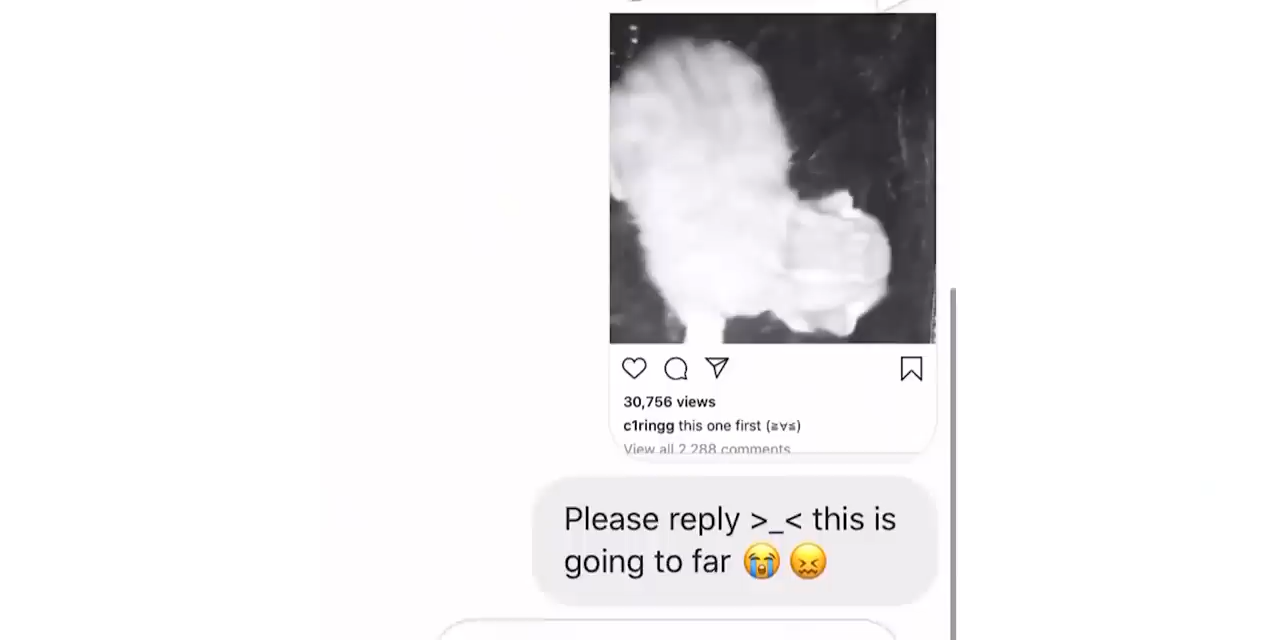 30,756 views
c1ringg this one first (≧∀≦)
View all 2,288 comments
Please reply >_< this is
going to far 😭 😖